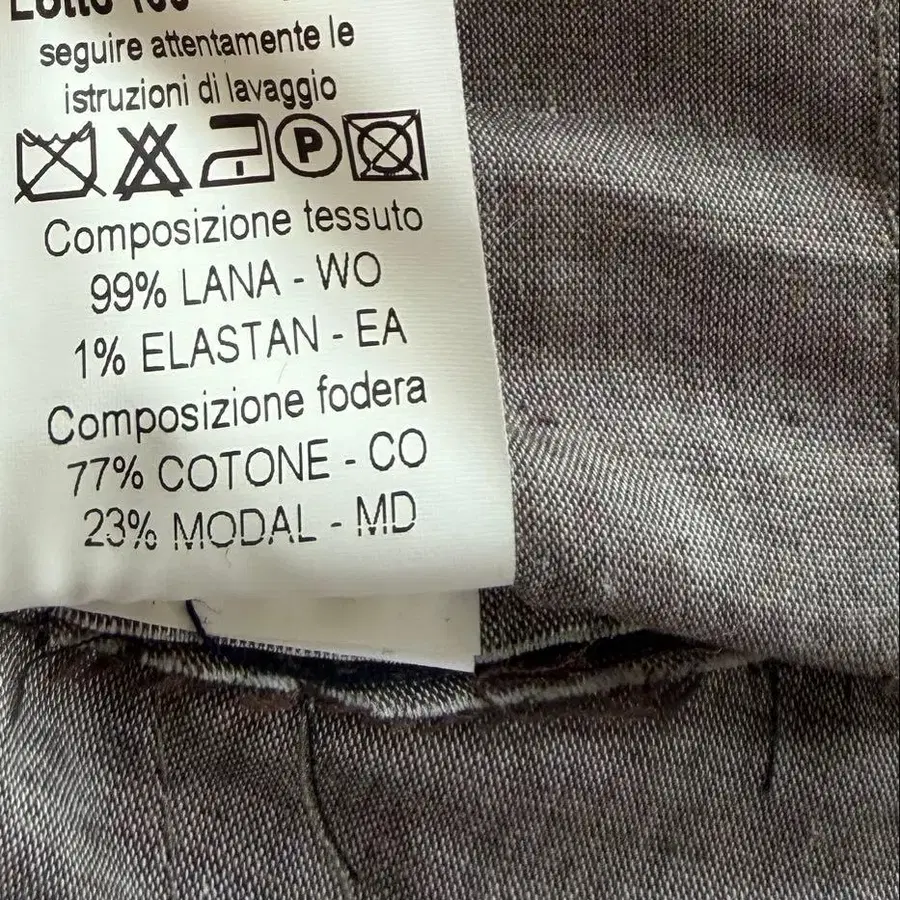 seguire attentamente le
istruzioni di lavaggio
P
Composizione tessuto
99% LANA - WO
1% ELASTAN - EA
Composizione fodera
77% COTONE - CO
23% MODAL - MD